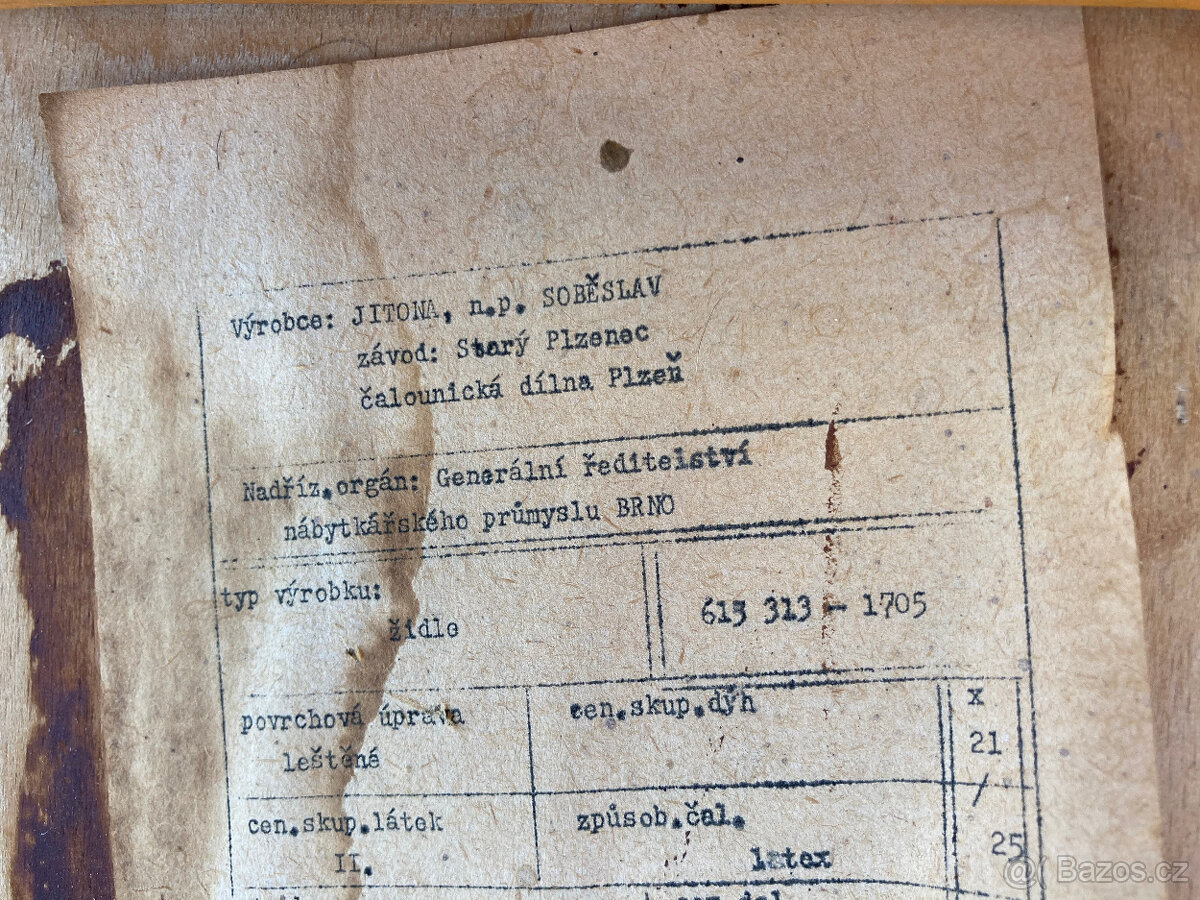 Výrobce: JITONA, n.p. SOBĚSLAV
závod: Starý Plzenec
čalounická dílna Plzeň
Nadříz.orgán: Generální ředitelství
nábytkářského průmyslu BRNO
typ výrobku:
židle
613 313 - 1705
povrchová úprava
leštěné
cen.skup.dýh
x
21
/
cen.skup.látek
II.
způsob.čal.
latex
25
@ Bazos.cz